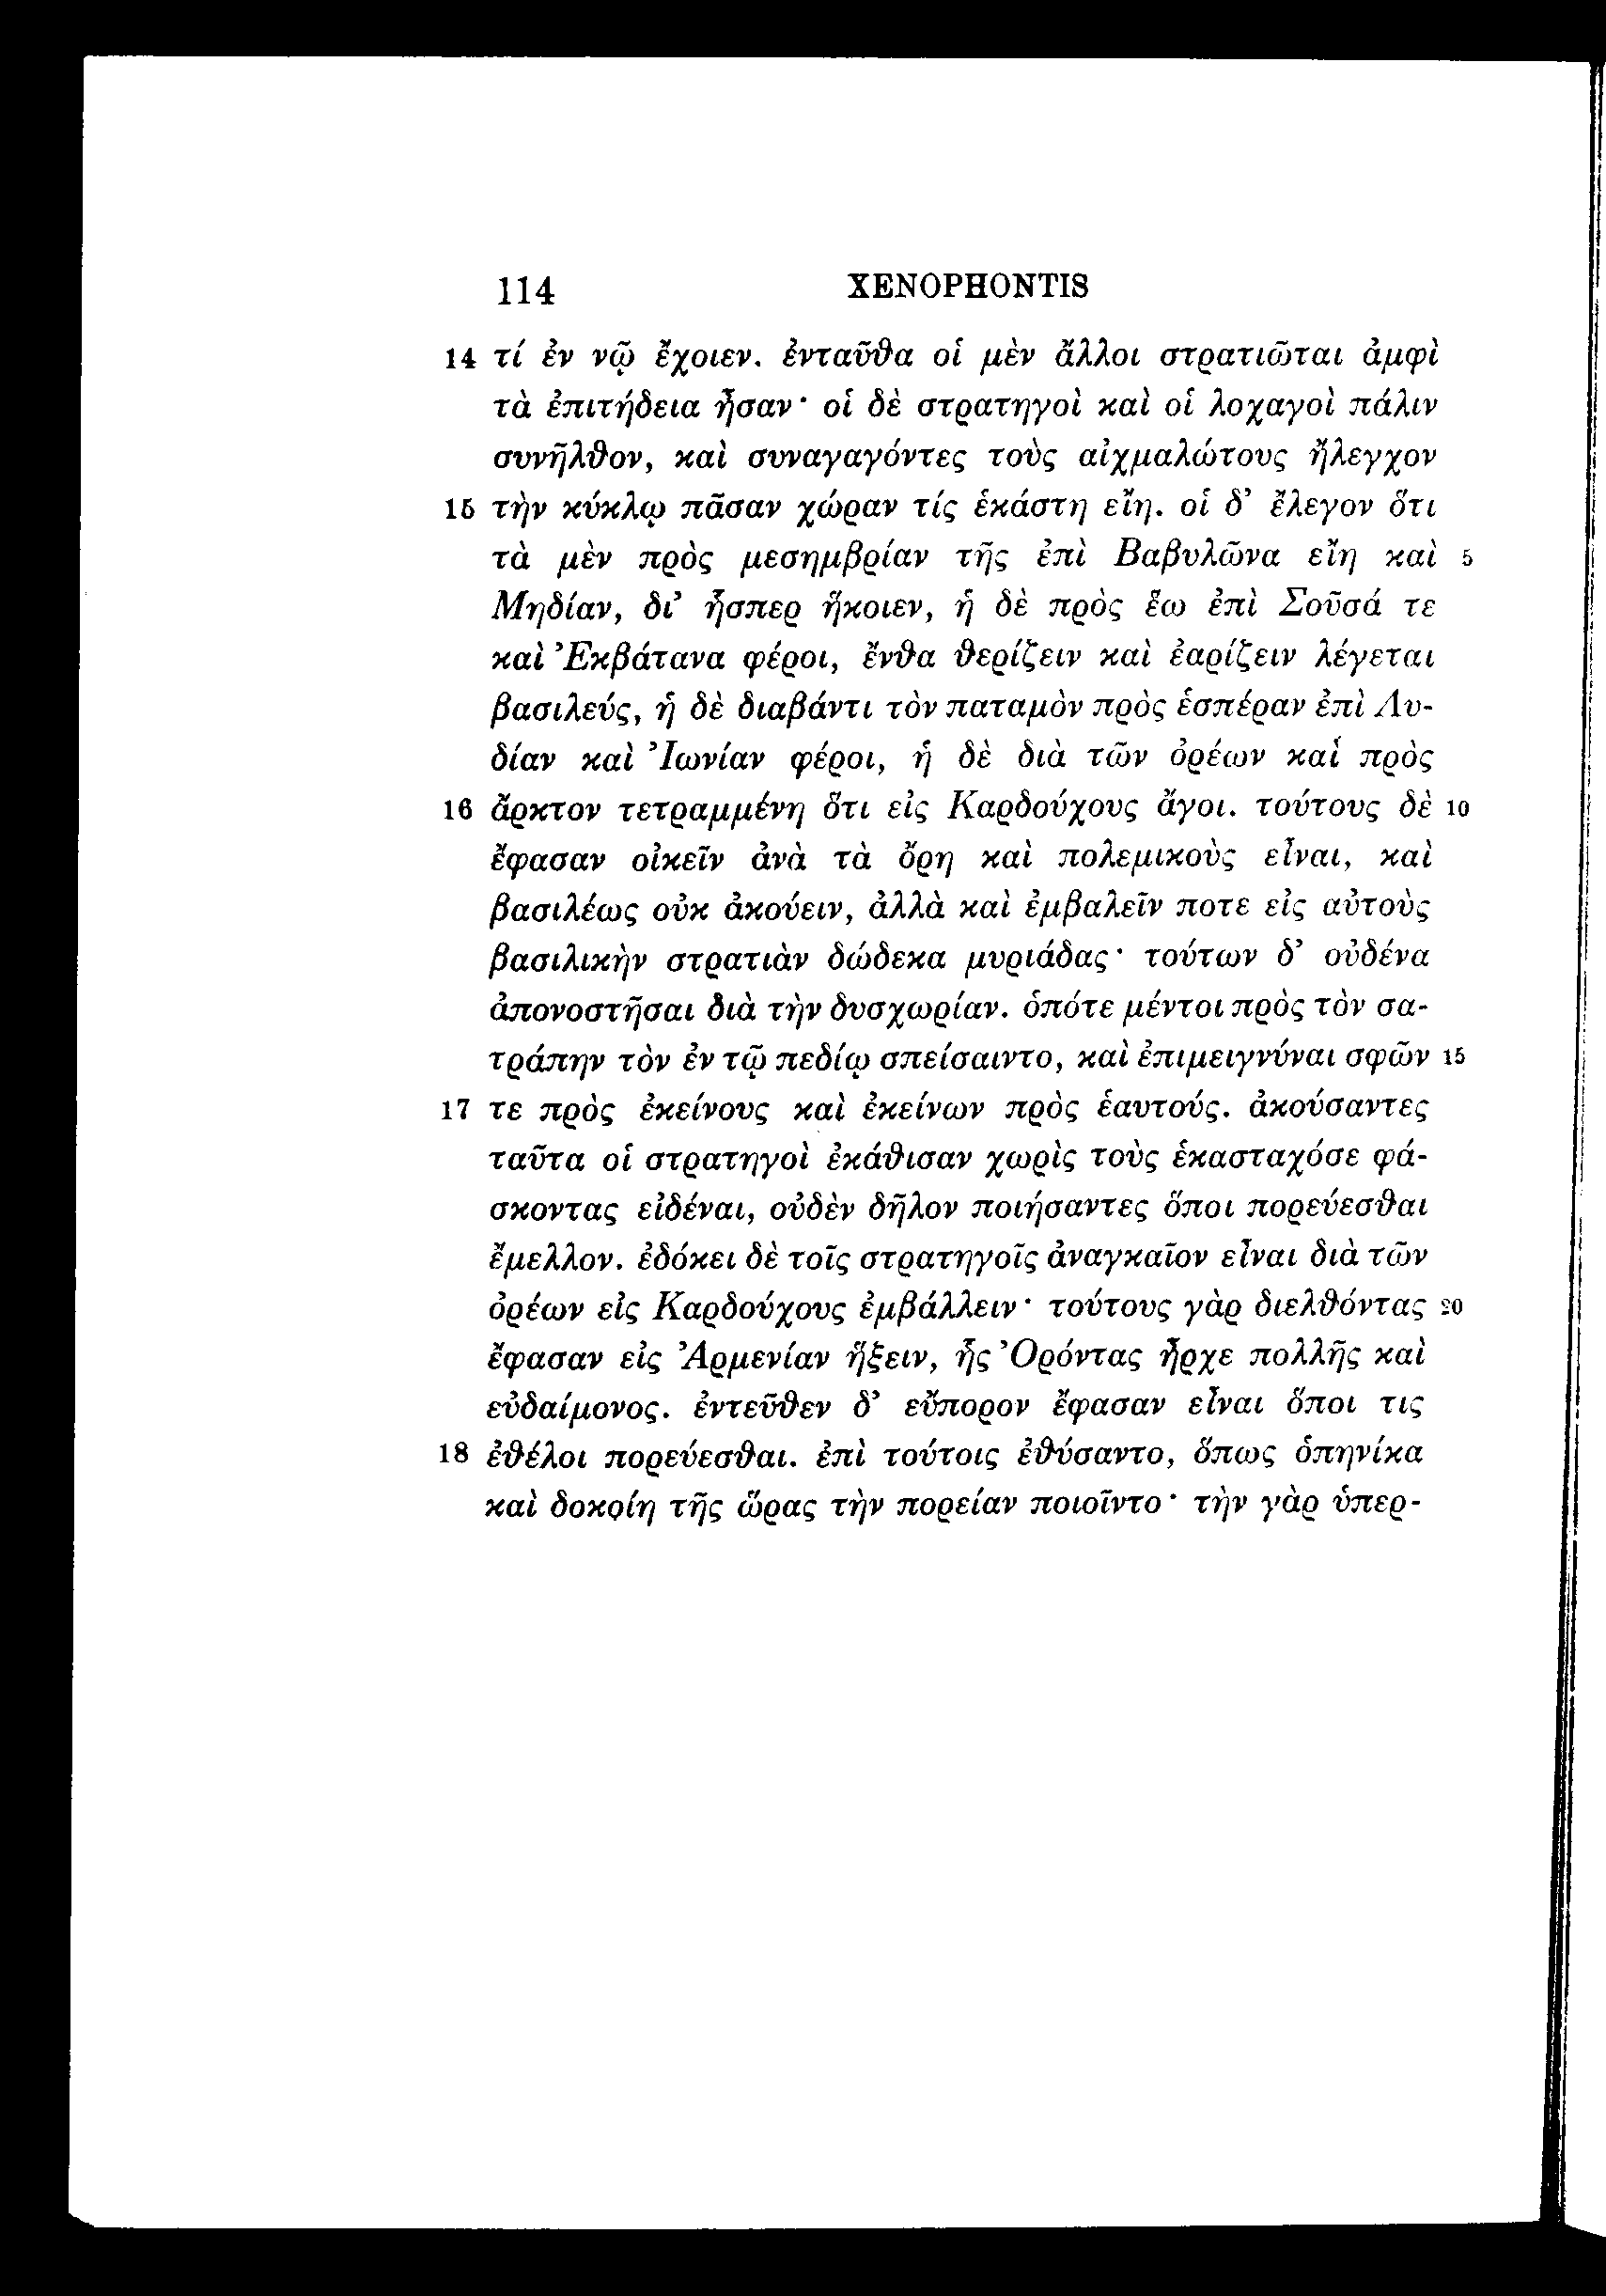 114 XENOPHONTIS
14 τί ἐν νῷ ἔχοιεν. ἐνταῦθα οἱ μὲν ἄλλοι στρατιῶται ἀμφὶ
τὰ ἐπιτήδεια ἦσαν· οἱ δὲ στρατηγοὶ καὶ οἱ λοχαγοὶ πάλιν
συνῆλθον, καὶ συναγαγόντες τοὺς αἰχμαλώτους ἤλεγχον
15 τὴν κύκλῳ πᾶσαν χώραν τίς ἑκάστη εἴη. οἱ δ’ ἔλεγον ὅτι
τὰ μὲν πρὸς μεσημβρίαν τῆς ἐπὶ Βαβυλῶνα εἴη καὶ 5
Μηδίαν, δι’ ἧσπερ ἥκοιεν, ἡ δὲ πρὸς ἕω ἐπὶ Σοῦσά τε
καὶ Ἐκβάτανα φέροι, ἔνθα θερίζειν καὶ ἐαρίζειν λέγεται
βασιλεύς, ἡ δὲ διαβάντι τὸν παταμὸν πρὸς ἑσπέραν ἐπὶ Λυ-
δίαν καὶ Ἰωνίαν φέροι, ἡ δὲ διὰ τῶν ὀρέων καὶ πρὸς
16 ἄρκτον τετραμμένη ὅτι εἰς Καρδούχους ἄγοι. τούτους δὲ 10
ἔφασαν οἰκεῖν ἀνὰ τὰ ὄρη καὶ πολεμικοὺς εἶναι, καὶ
βασιλέως οὐκ ἀκούειν, ἀλλὰ καὶ ἐμβαλεῖν ποτε εἰς αὐτοὺς
βασιλικὴν στρατιὰν δώδεκα μυριάδας· τούτων δ’ οὐδένα
ἀπονοστῆσαι διὰ τὴν δυσχωρίαν. ὁπότε μέντοι πρὸς τὸν σα-
τράπην τὸν ἐν τῷ πεδίῳ σπείσαιντο, καὶ ἐπιμειγνύναι σφῶν 15
17 τε πρὸς ἐκείνους καὶ ἐκείνων πρὸς ἑαυτούς. ἀκούσαντες
ταῦτα οἱ στρατηγοὶ ἐκάθισαν χωρὶς τοὺς ἑκασταχόσε φά-
σκοντας εἰδέναι, οὐδὲν δῆλον ποιήσαντες ὅποι πορεύεσθαι
ἔμελλον. ἐδόκει δὲ τοῖς στρατηγοῖς ἀναγκαῖον εἶναι διὰ τῶν
ὀρέων εἰς Καρδούχους ἐμβάλλειν· τούτους γὰρ διελθόντας 20
ἔφασαν εἰς Ἀρμενίαν ἥξειν, ἧς Ὀρόντας ἦρχε πολλῆς καὶ
εὐδαίμονος. ἐντεῦθεν δ’ εὔπορον ἔφασαν εἶναι ὅποι τις
18 ἐθέλοι πορεύεσθαι. ἐπὶ τούτοις ἐθύσαντο, ὅπως ὁπηνίκα
καὶ δοκοίη τῆς ὥρας τὴν πορείαν ποιοῖντο· τὴν γὰρ ὑπερ-